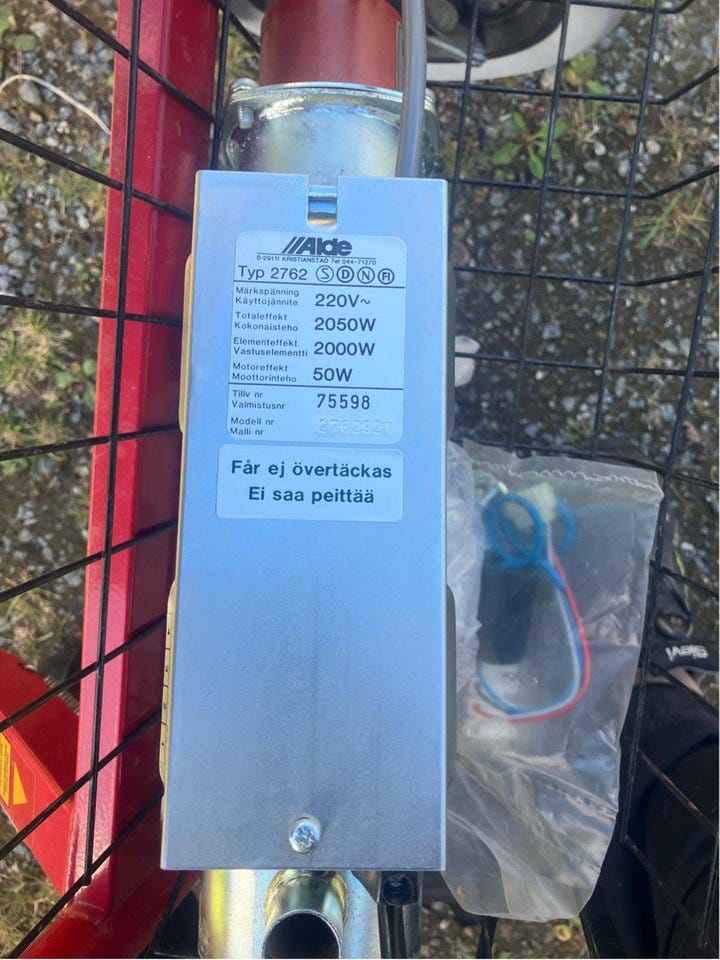 Alde
S-29111 KRISTIANSTAD Tel 044-71270
Typ 2762 S D N FI
Märkspänning
Käyttöjännite 220V~
Totaleffekt
Kokonaisteho 2050W
Elementeffekt
Vastuselementti 2000W
Motoreffekt
Moottorinteho 50W
Tillv nr
Valmistusnr 75598
Modell nr
Malli nr 2762921
Får ej övertäckas
Ei saa peittää
Sievi